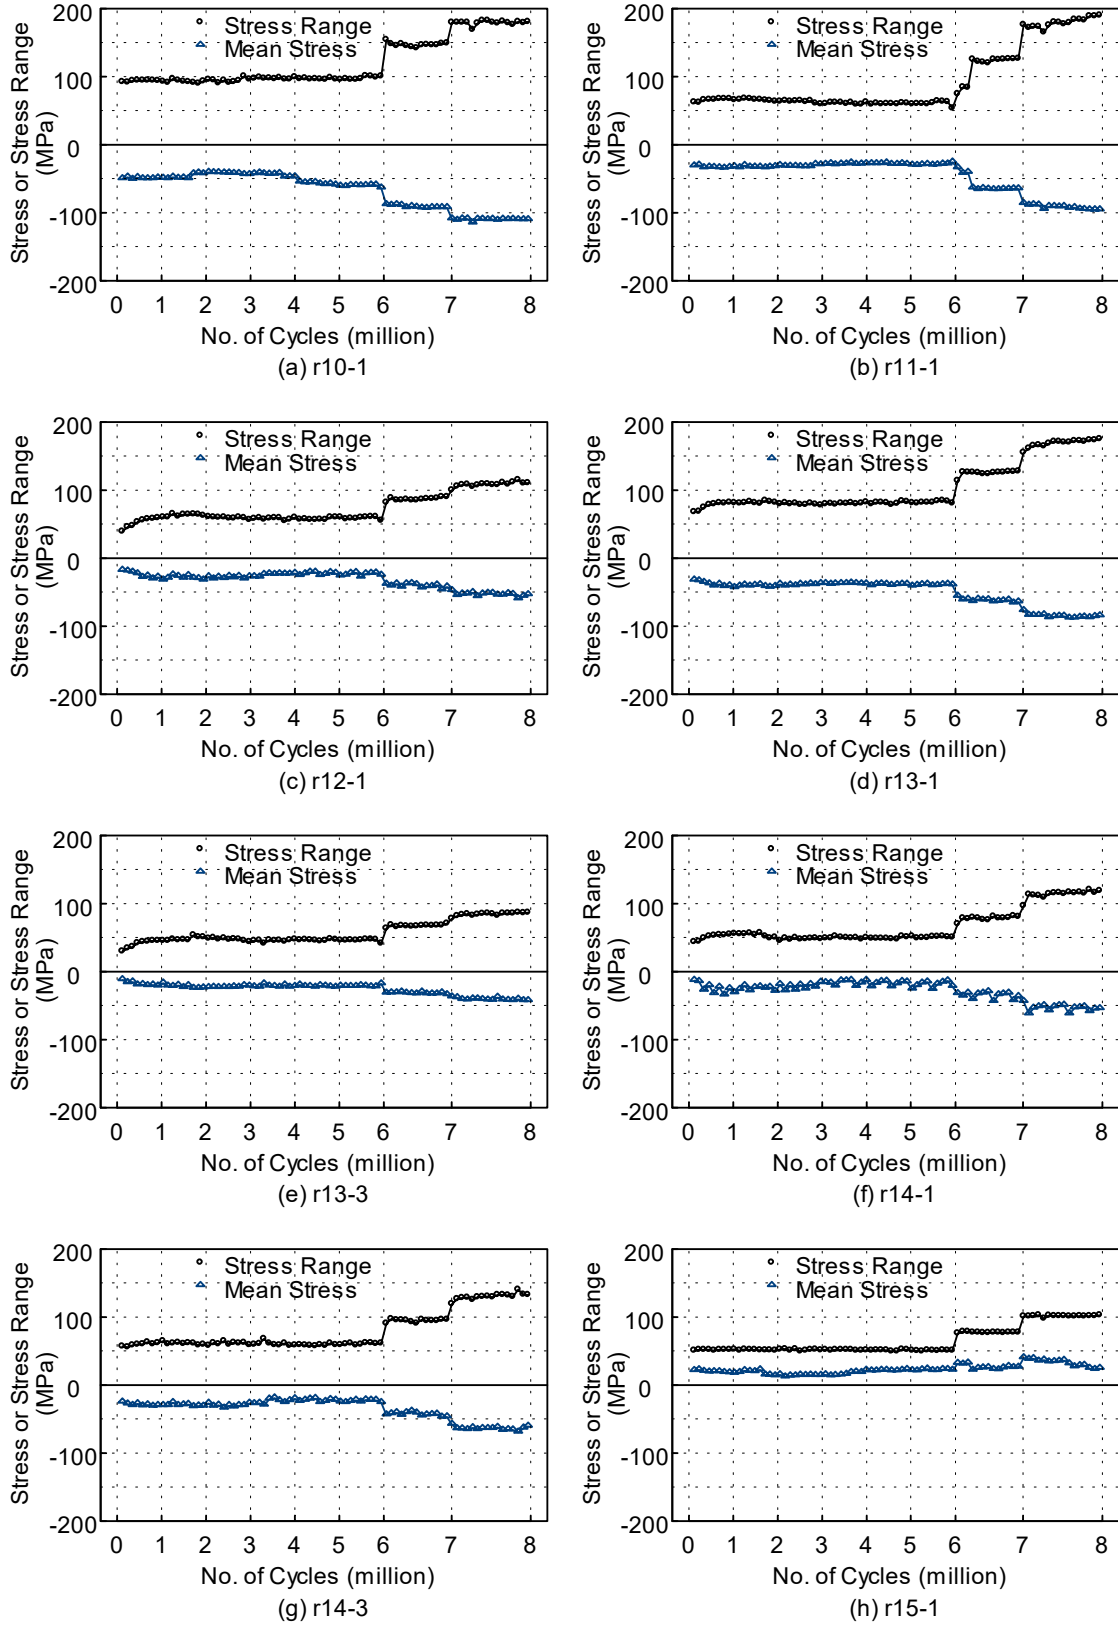 200
100
0
-100
-200
Stress or Stress Range
(MPa)
Stress Range
Mean Stress
0 1 2 3 4 5 6 7 8
No. of Cycles (million)
(a) r10-1
200
100
0
-100
-200
Stress or Stress Range
(MPa)
Stress Range
Mean Stress
0 1 2 3 4 5 6 7 8
No. of Cycles (million)
(b) r11-1
200
100
0
-100
-200
Stress or Stress Range
(MPa)
Stress Range
Mean Stress
0 1 2 3 4 5 6 7 8
No. of Cycles (million)
(c) r12-1
200
100
0
-100
-200
Stress or Stress Range
(MPa)
Stress Range
Mean Stress
0 1 2 3 4 5 6 7 8
No. of Cycles (million)
(d) r13-1
200
100
0
-100
-200
Stress or Stress Range
(MPa)
Stress Range
Mean Stress
0 1 2 3 4 5 6 7 8
No. of Cycles (million)
(e) r13-3
200
100
0
-100
-200
Stress or Stress Range
(MPa)
Stress Range
Mean Stress
0 1 2 3 4 5 6 7 8
No. of Cycles (million)
(f) r14-1
200
100
0
-100
-200
Stress or Stress Range
(MPa)
Stress Range
Mean Stress
0 1 2 3 4 5 6 7 8
No. of Cycles (million)
(g) r14-3
200
100
0
-100
-200
Stress or Stress Range
(MPa)
Stress Range
Mean Stress
0 1 2 3 4 5 6 7 8
No. of Cycles (million)
(h) r15-1